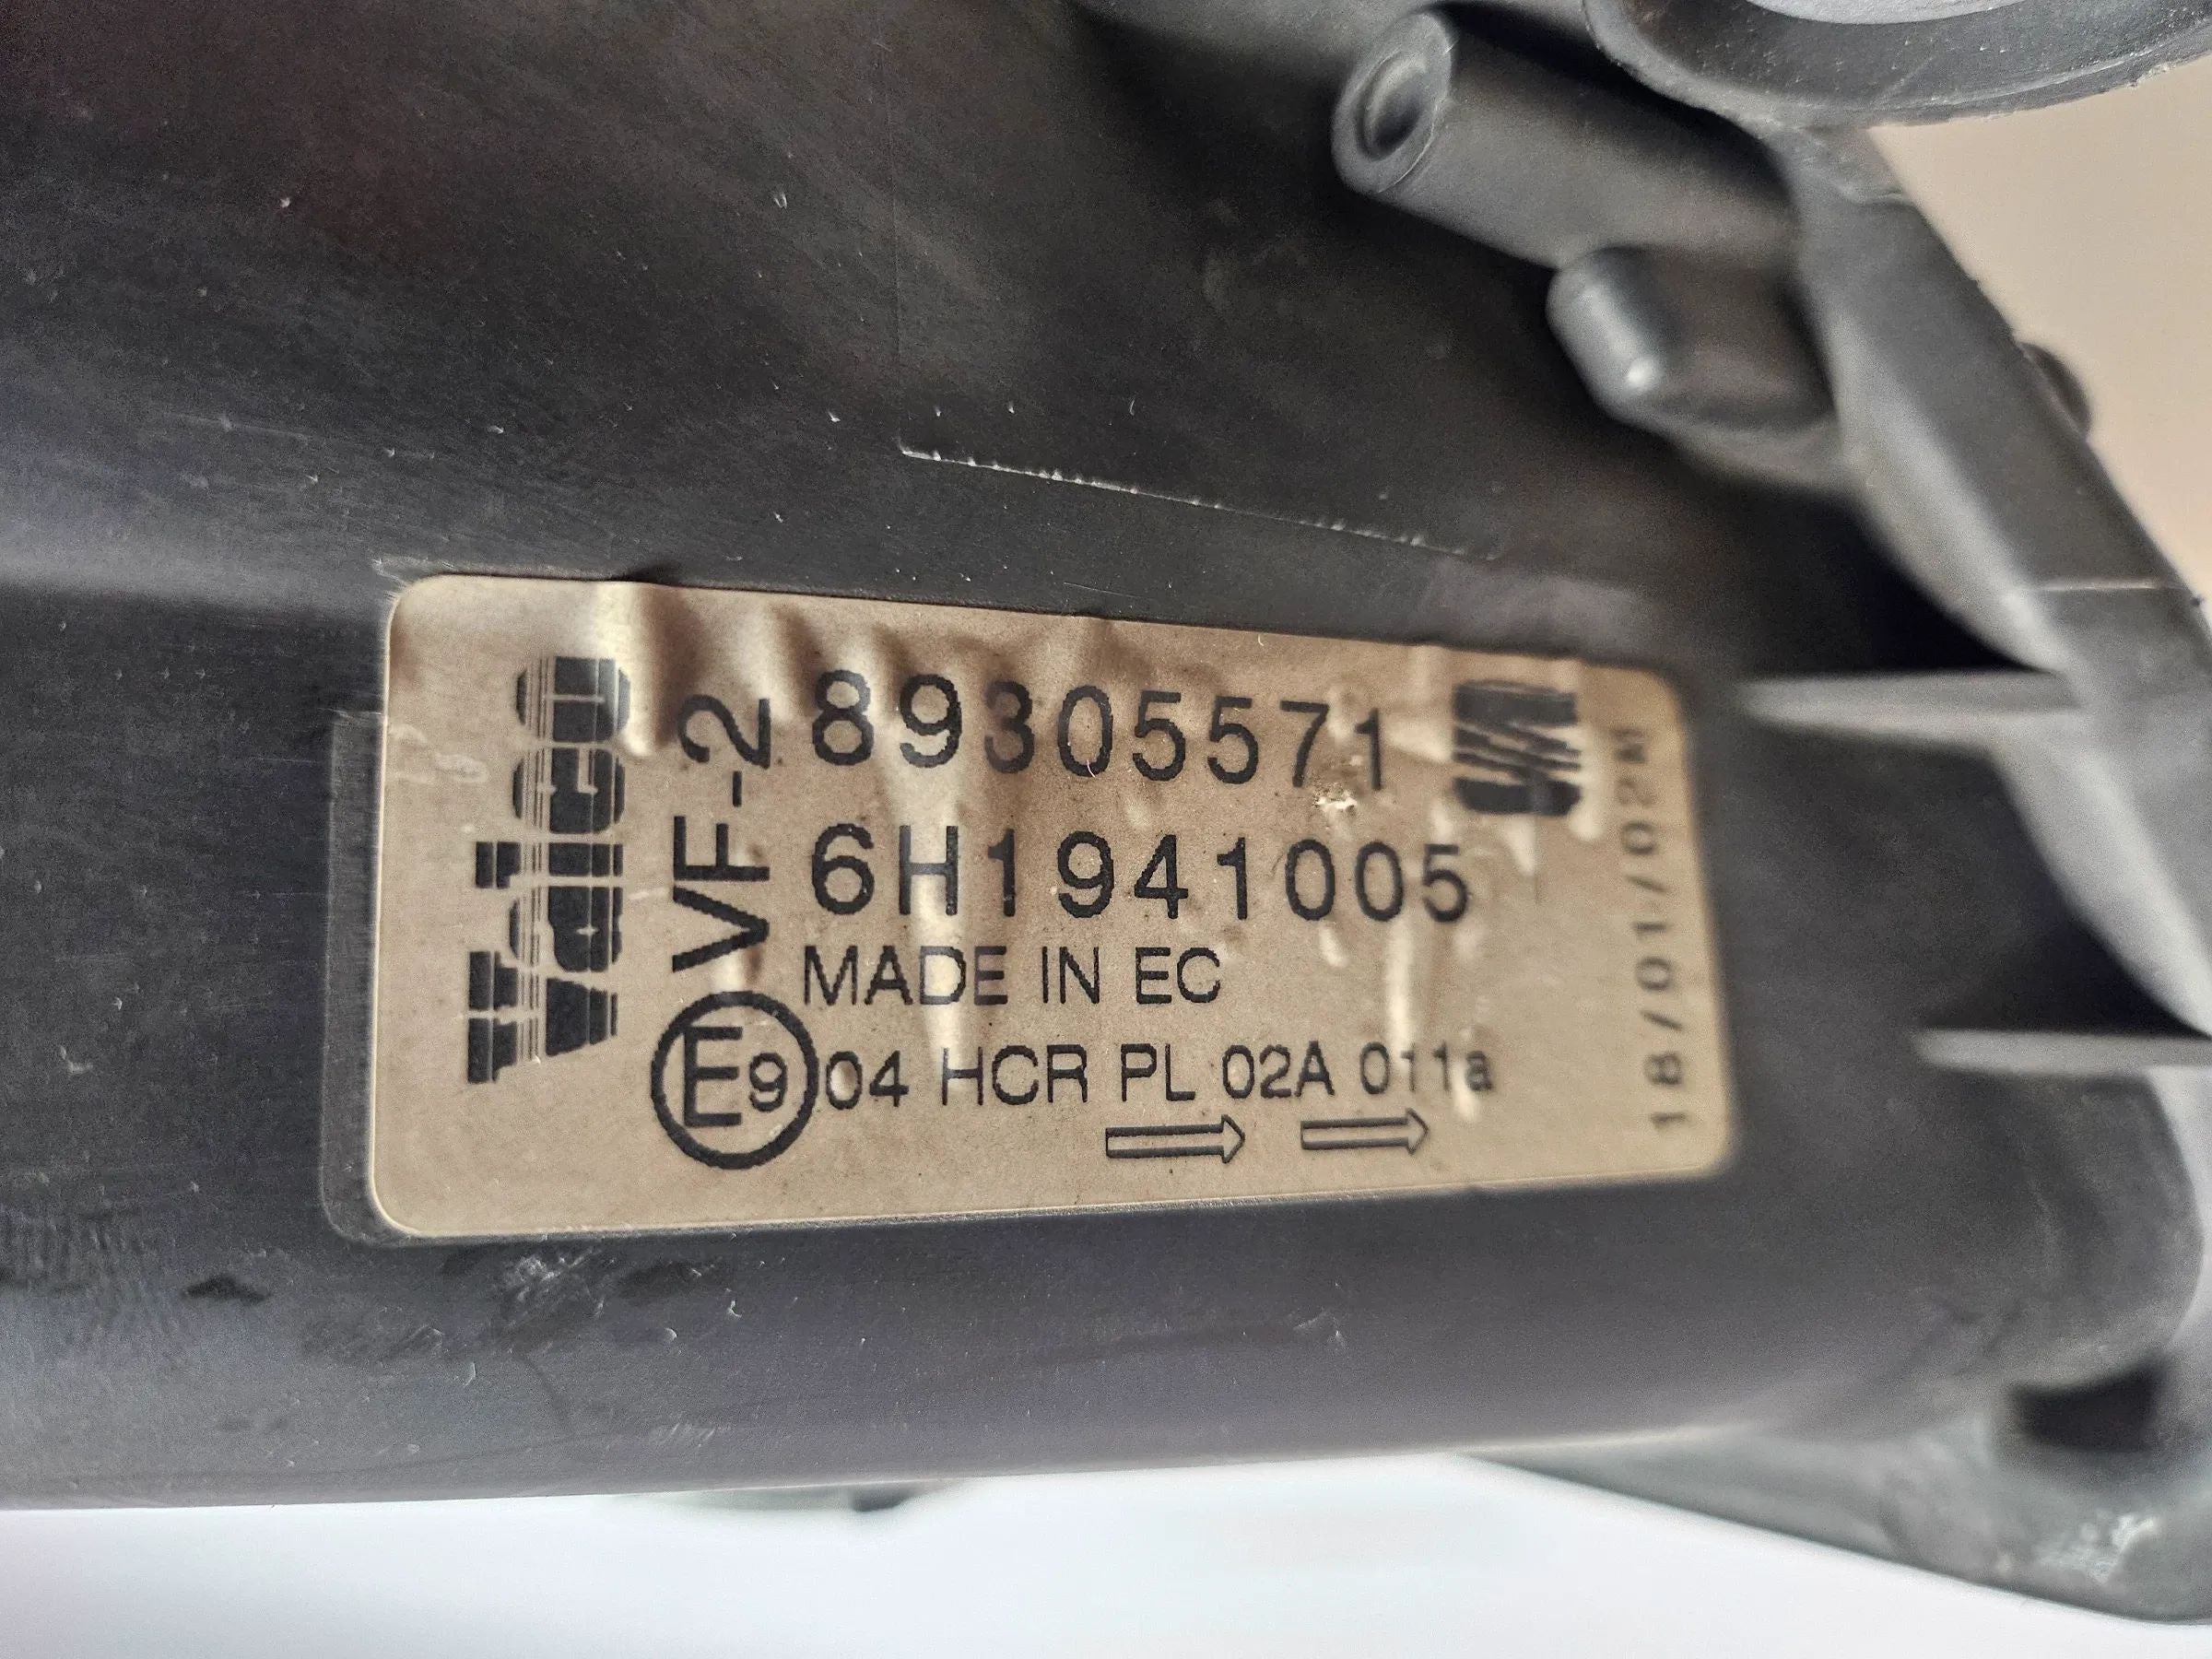 Valeo
VF-2
89305571
6H1941005
MADE IN EC
E9 04 HCR PL 02A 011a
18/01/02M